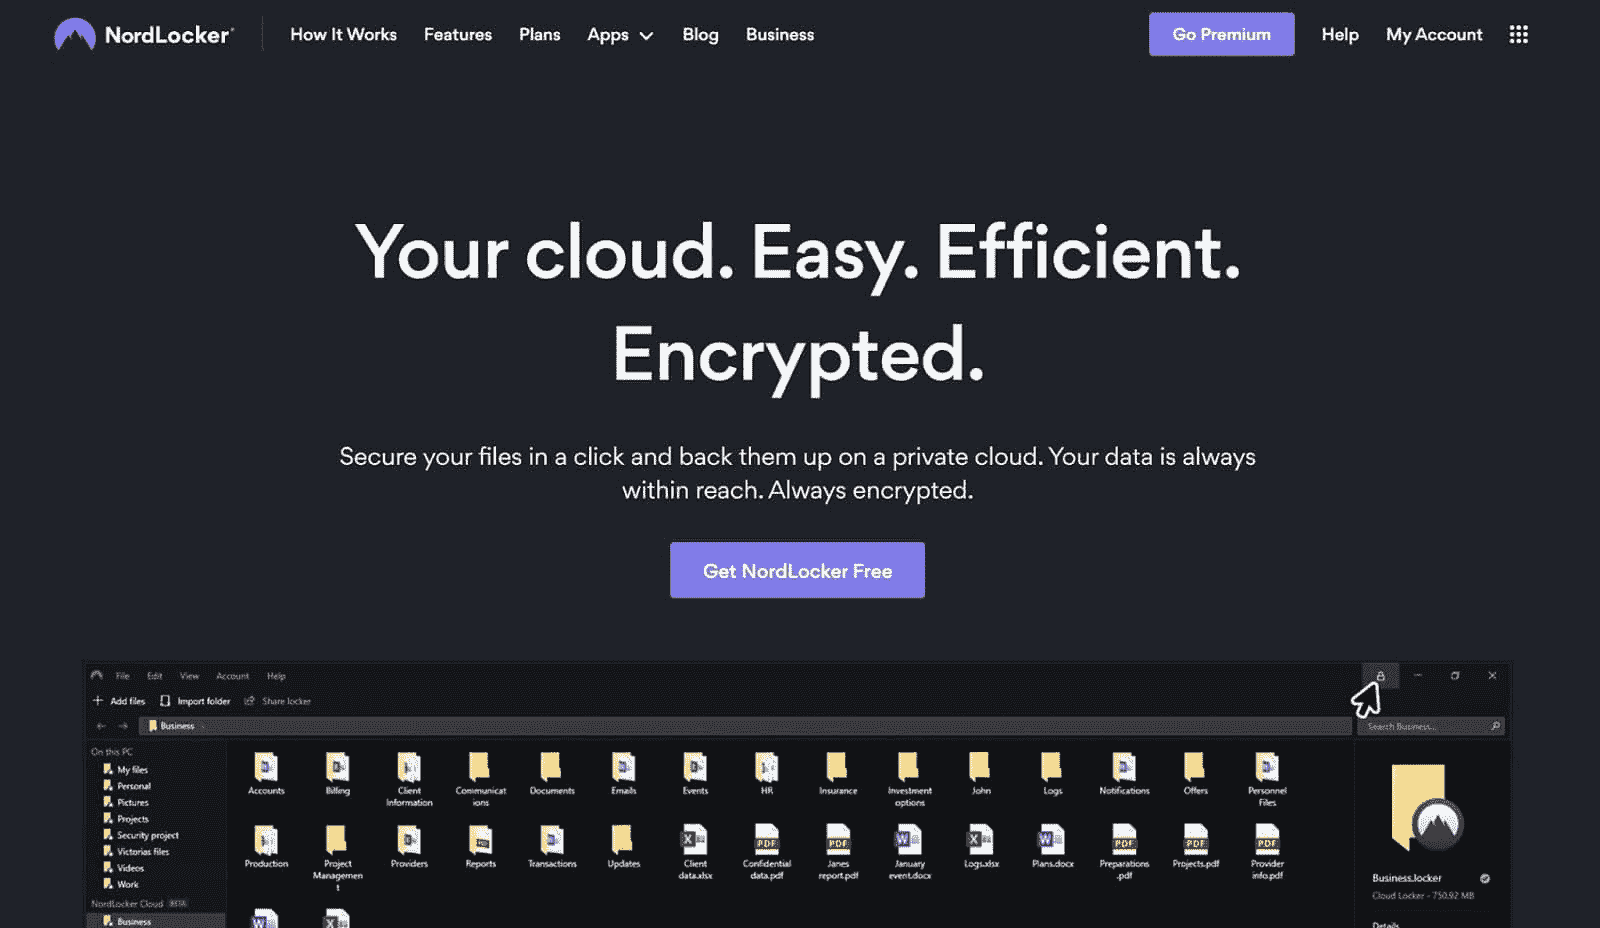 NordLocker
How It Works
Features
Plans
Apps
Blog
Business
Go Premium
Help
My Account
Your cloud. Easy. Efficient.
Encrypted.
Secure your files in a click and back them up on a private cloud. Your data is always
within reach. Always encrypted.
Get NordLocker Free
File
Edit
View
Account
Help
Add files
Import folder
Share locker
Business
Search Business...
On this PC
My files
Personal
Pictures
Projects
Security project
Victorias files
Videos
Work
NordLocker Cloud BETA
Business
Accounts
Billing
Client
Information
Communicat
ions
Documents
Emails
Events
HR
Insurance
Investment
options
John
Logs
Notifications
Offers
Personnel
Files
Production
Project
Managemen
t
Providers
Reports
Transactions
Updates
Client
data.xlsx
Confidential
data.pdf
Janes
report.pdf
January
event.docx
Logs.xlsx
Plans.docx
Preparations
.pdf
Projects.pdf
Provider
info.pdf
Business.locker
Cloud Locker - 750.92 MB
Details